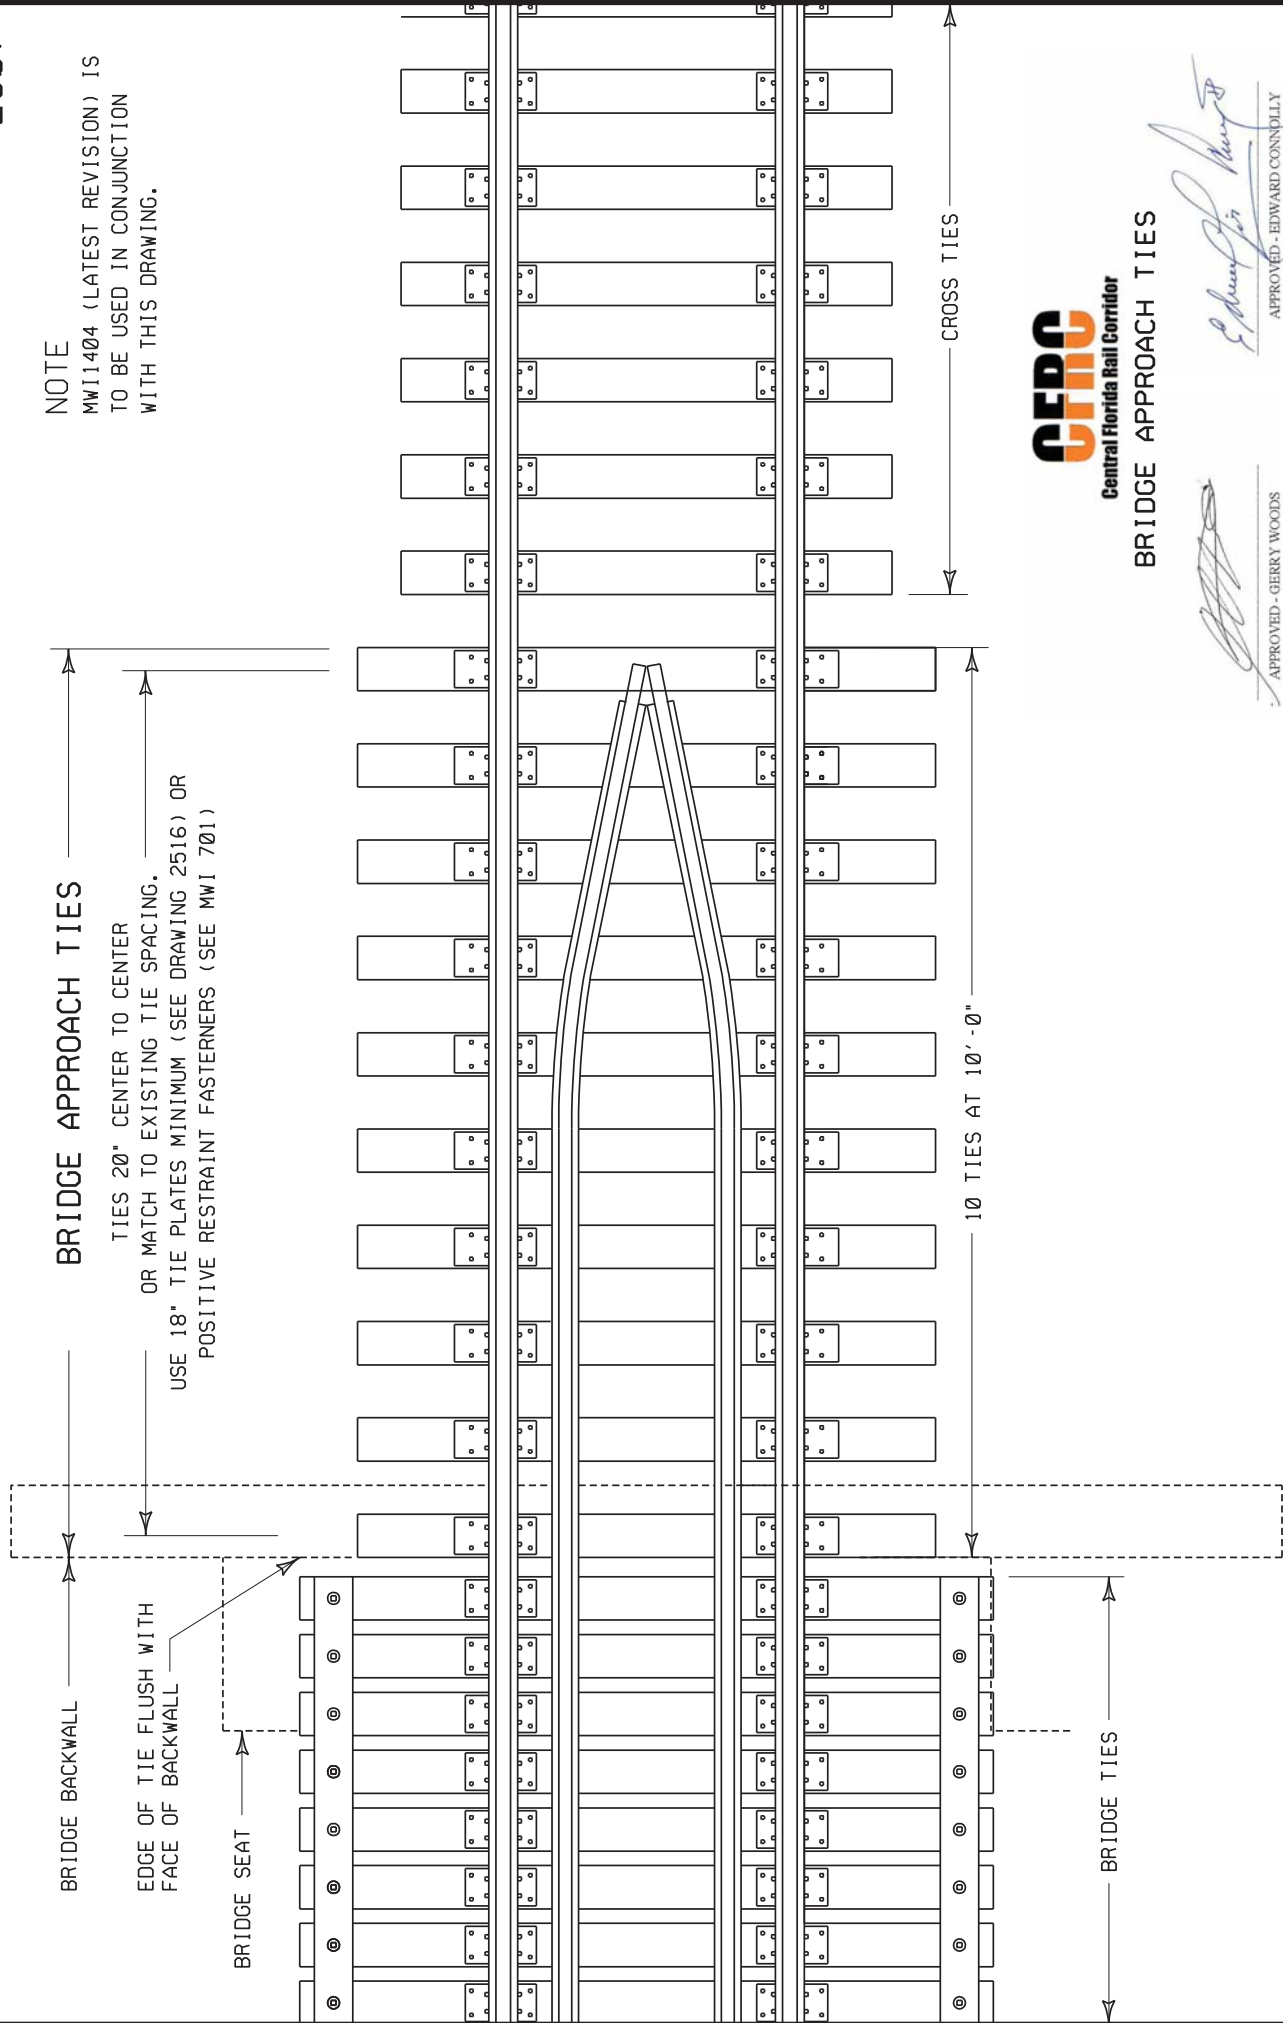 NOTE
MWI1404 (LATEST REVISION) IS
TO BE USED IN CONJUNCTION
WITH THIS DRAWING.
BRIDGE APPROACH TIES
TIES 20" CENTER TO CENTER
OR MATCH TO EXISTING TIE SPACING.
USE 18" TIE PLATES MINIMUM (SEE DRAWING 2516) OR
POSITIVE RESTRAINT FASTERNERS (SEE MWI 701)
BRIDGE BACKWALL
EDGE OF TIE FLUSH WITH
FACE OF BACKWALL
BRIDGE SEAT
CROSS TIES
10 TIES AT 10'-0"
BRIDGE TIES
CFRC
Central Florida Rail Corridor
BRIDGE APPROACH TIES
APPROVED - GERRY WOODS
APPROVED - EDWARD CONNOLLY